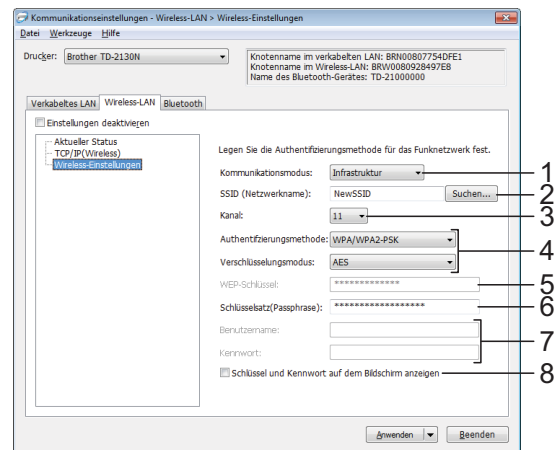 Kommunikationseinstellungen - Wireless-LAN > Wireless-Einstellungen
Datei Werkzeuge Hilfe
Drucker: Brother TD-2130N
Knotenname im verkabelten LAN: BRN00807754DFE1
Knotenname im Wireless-LAN: BRW0080928497E8
Name des Bluetooth-Gerätes: TD-21000000
Verkabeltes LAN Wireless-LAN Bluetooth
Einstellungen deaktivieren
Aktueller Status
TCP/IP(Wireless)
Wireless-Einstellungen
Legen Sie die Authentifizierungsmethode für das Funknetzwerk fest.
Kommunikationsmodus: Infrastruktur 1
SSID (Netzwerkname): NewSSID Suchen... 2
Kanal: 11 3
Authentifzierungsmethode: WPA/WPA2-PSK
4
Verschlüsselungsmodus: AES
WEP-Schlüssel: ************* 5
Schlüsselsatz(Passphrase): ****************** 6
Benutzername:
7
Kennwort:
Schlüssel und Kennwort auf dem Bildschirm anzeigen 8
Anwenden Beenden